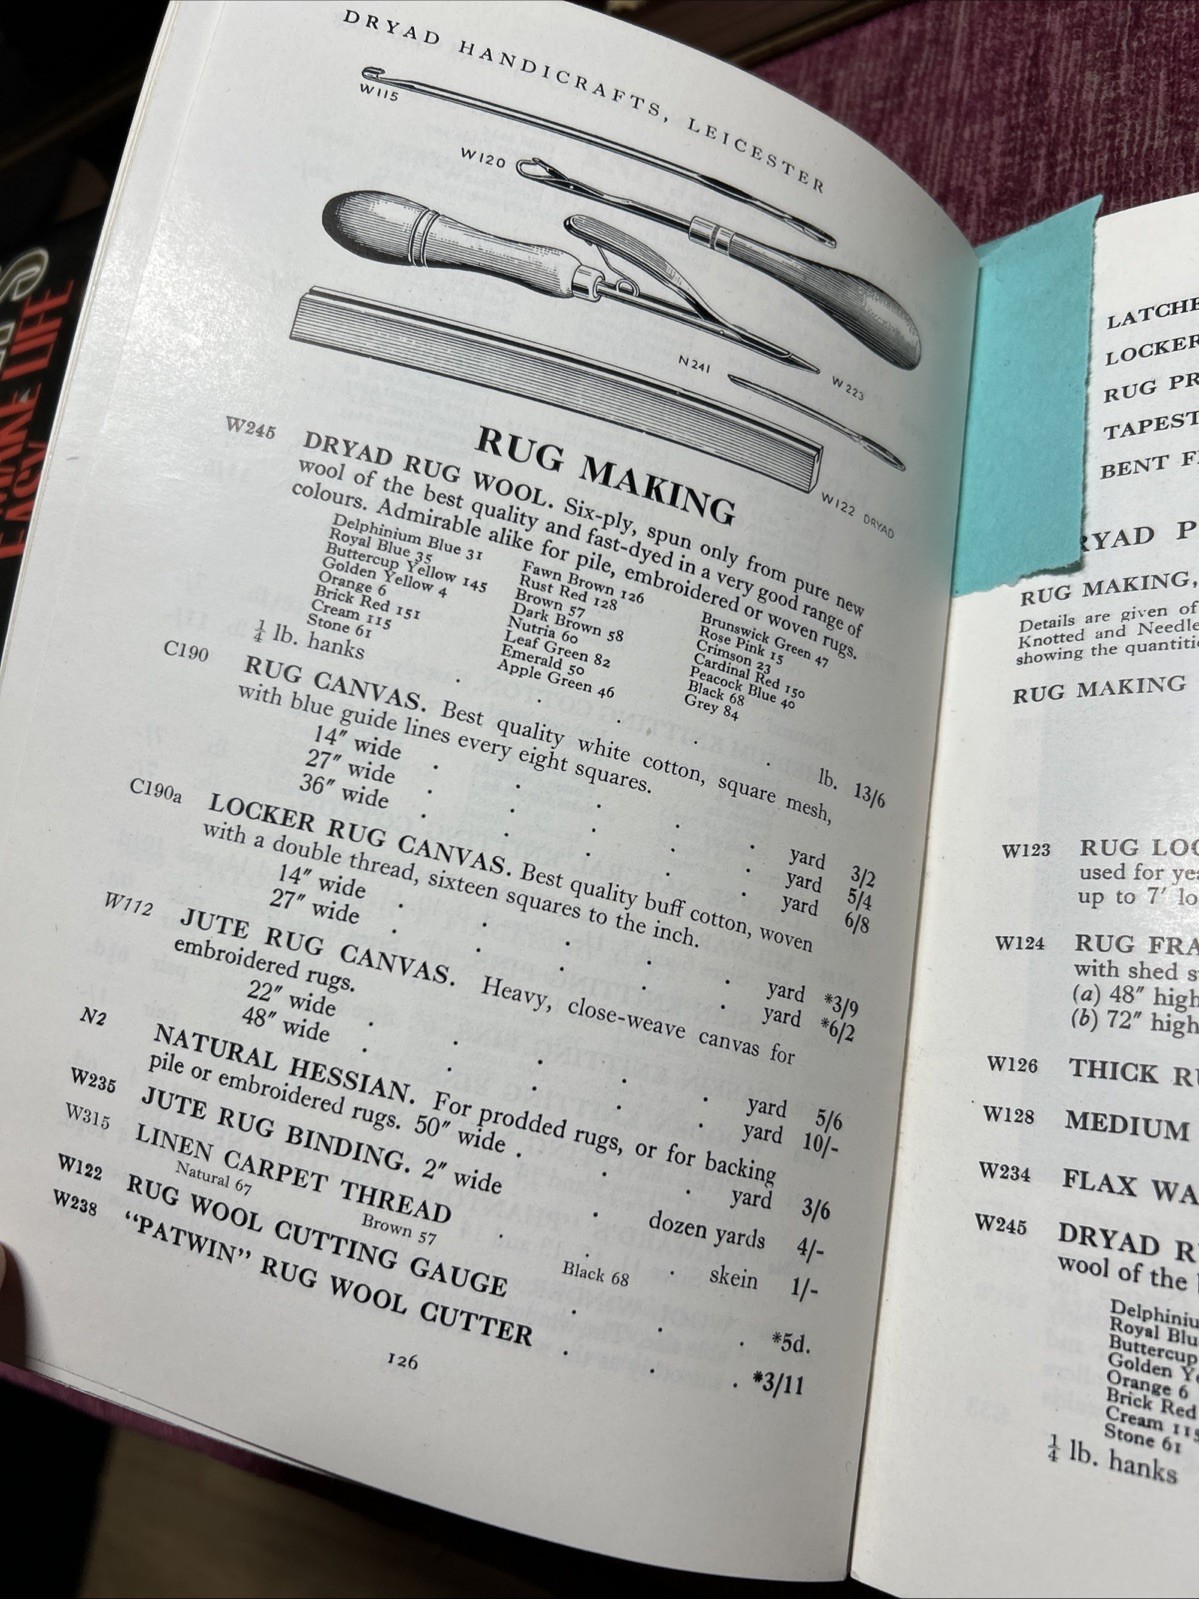 DRYAD HANDICRAFTS, LEICESTER
W115
W120
N241
W223
W122 DRYAD
RUG MAKING
W245 DRYAD RUG WOOL. Six-ply, spun only from pure new
wool of the best quality and fast-dyed in a very good range of
colours. Admirable alike for pile, embroidered or woven rugs.
Delphinium Blue 31
Royal Blue 35
Buttercup Yellow 145
Golden Yellow 4
Orange 6
Brick Red 151
Cream 115
Stone 61
Fawn Brown 126
Rust Red 128
Brown 57
Dark Brown 58
Nutria 60
Leaf Green 82
Emerald 50
Apple Green 46
Brunswick Green 47
Rose Pink 15
Crimson 23
Cardinal Red 150
Peacock Blue 40
Black 68
Grey 84
¼ lb. hanks . . . . . lb. 13/6
C190 RUG CANVAS. Best quality white cotton, square mesh,
with blue guide lines every eight squares.
14″ wide . . . . . yard 3/2
27″ wide . . . . . yard 5/4
36″ wide . . . . . yard 6/8
C190a LOCKER RUG CANVAS. Best quality buff cotton, woven
with a double thread, sixteen squares to the inch.
14″ wide . . . . yard *3/9
27″ wide . . . . yard *6/2
W112 JUTE RUG CANVAS. Heavy, close-weave canvas for
embroidered rugs.
22″ wide . . . . . yard 5/6
48″ wide . . . . . yard 10/-
N2 NATURAL HESSIAN. For prodded rugs, or for backing
pile or embroidered rugs. 50″ wide . . . yard 3/6
W235 JUTE RUG BINDING. 2″ wide . dozen yards 4/-
W315 LINEN CARPET THREAD . . . skein 1/-
Natural 67 Brown 57 Black 68
W122 RUG WOOL CUTTING GAUGE . . . *5d.
W238 "PATWIN" RUG WOOL CUTTER . . . *3/11
126
LATCHE
LOCKER
RUG PR
TAPEST
BENT F
RYAD P
RUG MAKING,
Details are given of
Knotted and Needle
showing the quantiti
RUG MAKING
W123 RUG LOO
used for yea
up to 7′ lo
W124 RUG FRA
with shed s
(a) 48″ high
(b) 72″ high
W126 THICK RU
W128 MEDIUM
W234 FLAX WA
W245 DRYAD R
wool of the
Delphiniu
Royal Blu
Buttercup
Golden Ye
Orange 6
Brick Red
Cream 115
Stone 61
¼ lb. hanks
MAKE LIFE
EASY